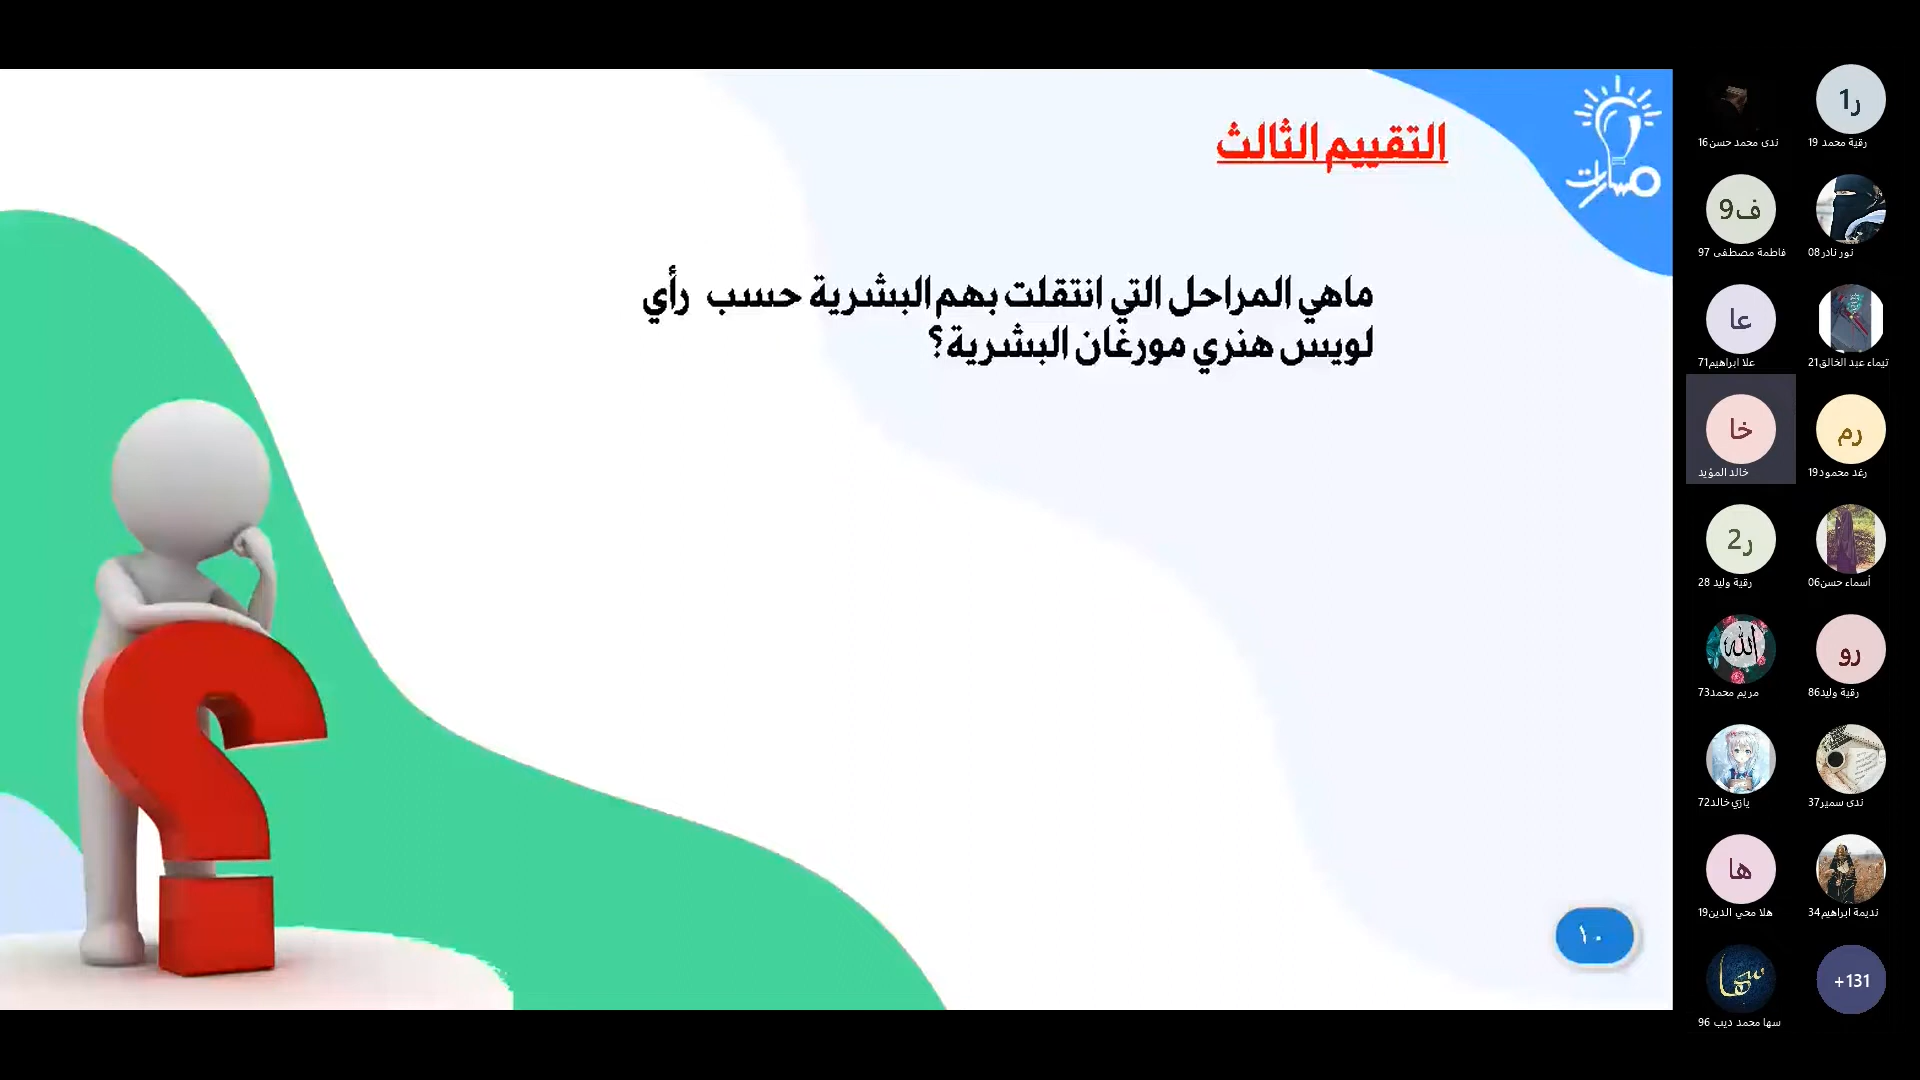 مهارات
التقييم الثالث
ماهي المراحل التي انتقلت بهم البشرية حسب رأي
لويس هنري مورغان البشرية؟
١٠
ندى محمد حسن16
ر1
رقية محمد 19
ف9
فاطمة مصطفى 97
نور نادر08
عا
علا ابراهيم71
تيماء عبد الخالق21
خا
خالد المؤيد
رم
رغد محمود19
ر2
رقية وليد 28
أسماء حسن06
الله
مريم محمد73
رو
رقية وليد86
يازي خالد72
ندى سمير37
ها
هلا محي الدين19
نديمة ابراهيم34
سها
سها محمد ديب 96
+131